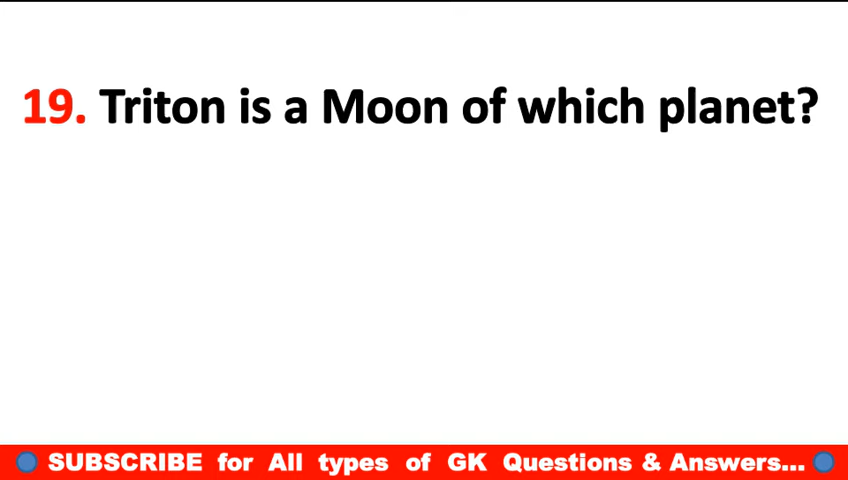 19. Triton is a Moon of which planet?
SUBSCRIBE for All types of GK Questions & Answers...